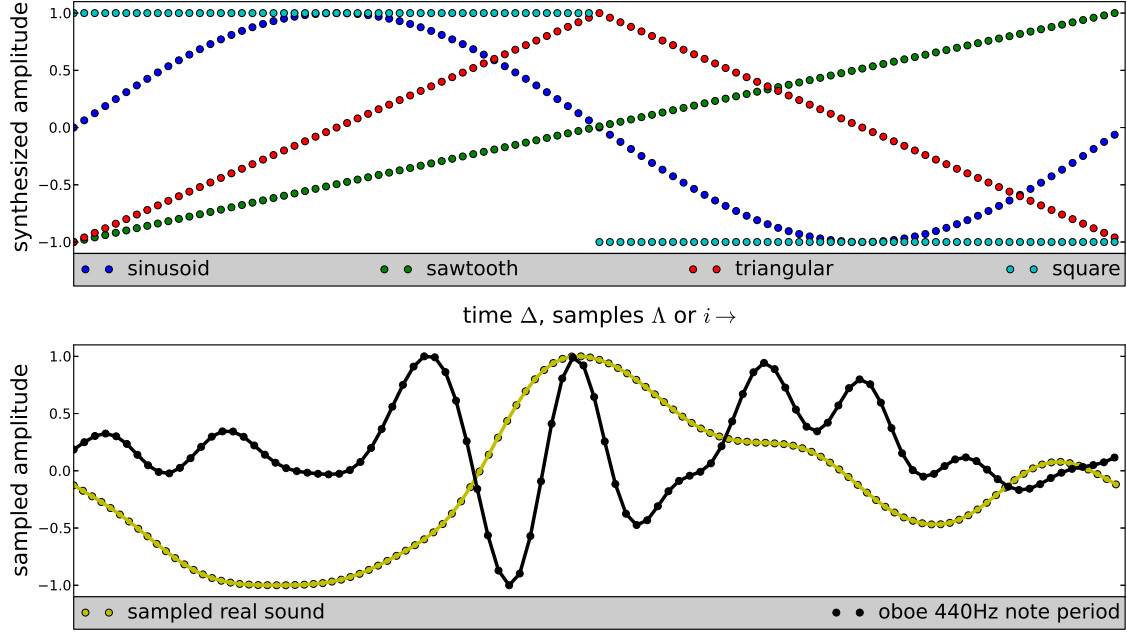 synthesized amplitude
1.0
0.5
0.0
−0.5
−1.0
sinusoid sawtooth triangular square
time Δ, samples Λ or i→
sampled amplitude
1.0
0.5
0.0
−0.5
−1.0
sampled real sound oboe 440Hz note period